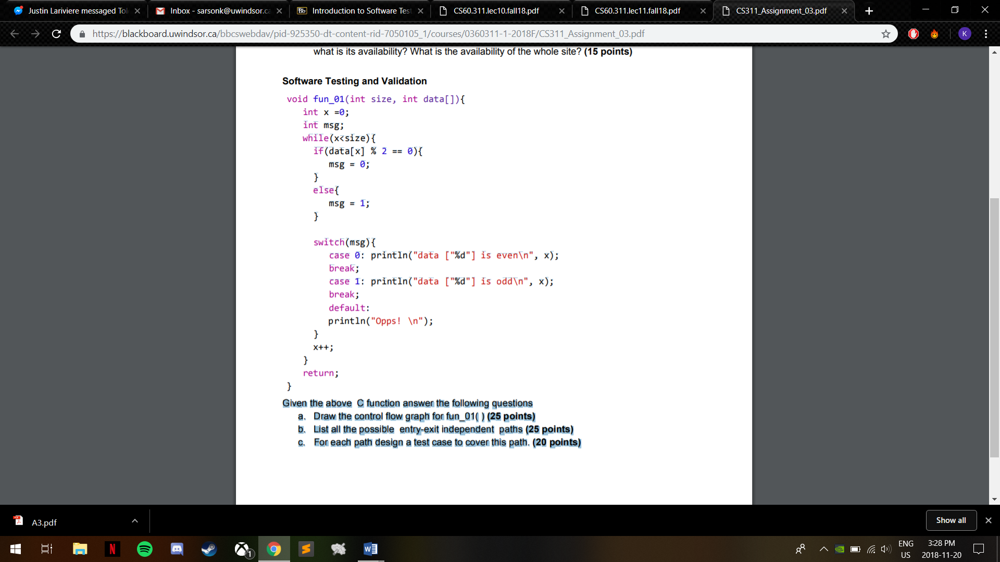 Justin Lariviere messaged Tol
Inbox - sarsonk@uwindsor.ca
Bb Introduction to Software Test
CS60.311.lec10.fall18.pdf
CS60.311.lec11.fall18.pdf
CS311_Assignment_03.pdf
https://blackboard.uwindsor.ca/bbcswebdav/pid-925350-dt-content-rid-7050105_1/courses/0360311-1-2018F/CS311_Assignment_03.pdf
K
what is its availability? What is the availability of the whole site? (15 points)
Software Testing and Validation
void fun_01(int size, int data[]){
int x =0;
int msg;
while(x<size){
if(data[x] % 2 == 0){
msg = 0;
}
else{
msg = 1;
}
switch(msg){
case 0: println("data ["%d"] is even\n", x);
break;
case 1: println("data ["%d"] is odd\n", x);
break;
default:
println("Opps! \n");
}
x++;
}
return;
}
Given the above C function answer the following questions
a. Draw the control flow graph for fun_01( ) (25 points)
b. List all the possible entry-exit independent paths (25 points)
c. For each path design a test case to cover this path. (20 points)
A3.pdf
Show all
N
1
W
ENG
US
3:28 PM
2018-11-20